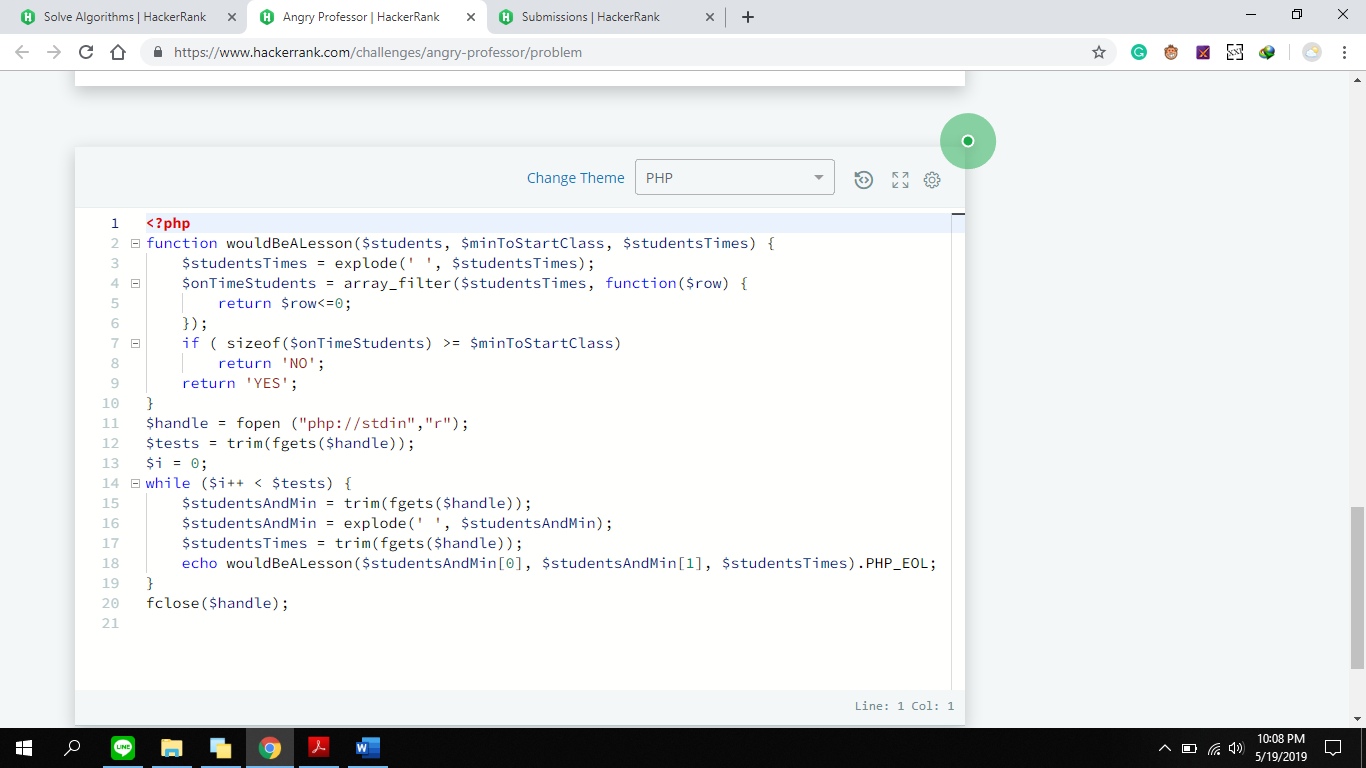 Solve Algorithms | HackerRank
Angry Professor | HackerRank
Submissions | HackerRank
https://www.hackerrank.com/challenges/angry-professor/problem
Change Theme
PHP
1 <?php
2 function wouldBeALesson($students, $minToStartClass, $studentsTimes) {
3     $studentsTimes = explode(' ', $studentsTimes);
4     $onTimeStudents = array_filter($studentsTimes, function($row) {
5         return $row<=0;
6     });
7     if ( sizeof($onTimeStudents) >= $minToStartClass)
8         return 'NO';
9     return 'YES';
10 }
11 $handle = fopen ("php://stdin","r");
12 $tests = trim(fgets($handle));
13 $i = 0;
14 while ($i++ < $tests) {
15     $studentsAndMin = trim(fgets($handle));
16     $studentsAndMin = explode(' ', $studentsAndMin);
17     $studentsTimes = trim(fgets($handle));
18     echo wouldBeALesson($studentsAndMin[0], $studentsAndMin[1], $studentsTimes).PHP_EOL;
19 }
20 fclose($handle);
21
Line: 1 Col: 1
LINE
10:08 PM
5/19/2019